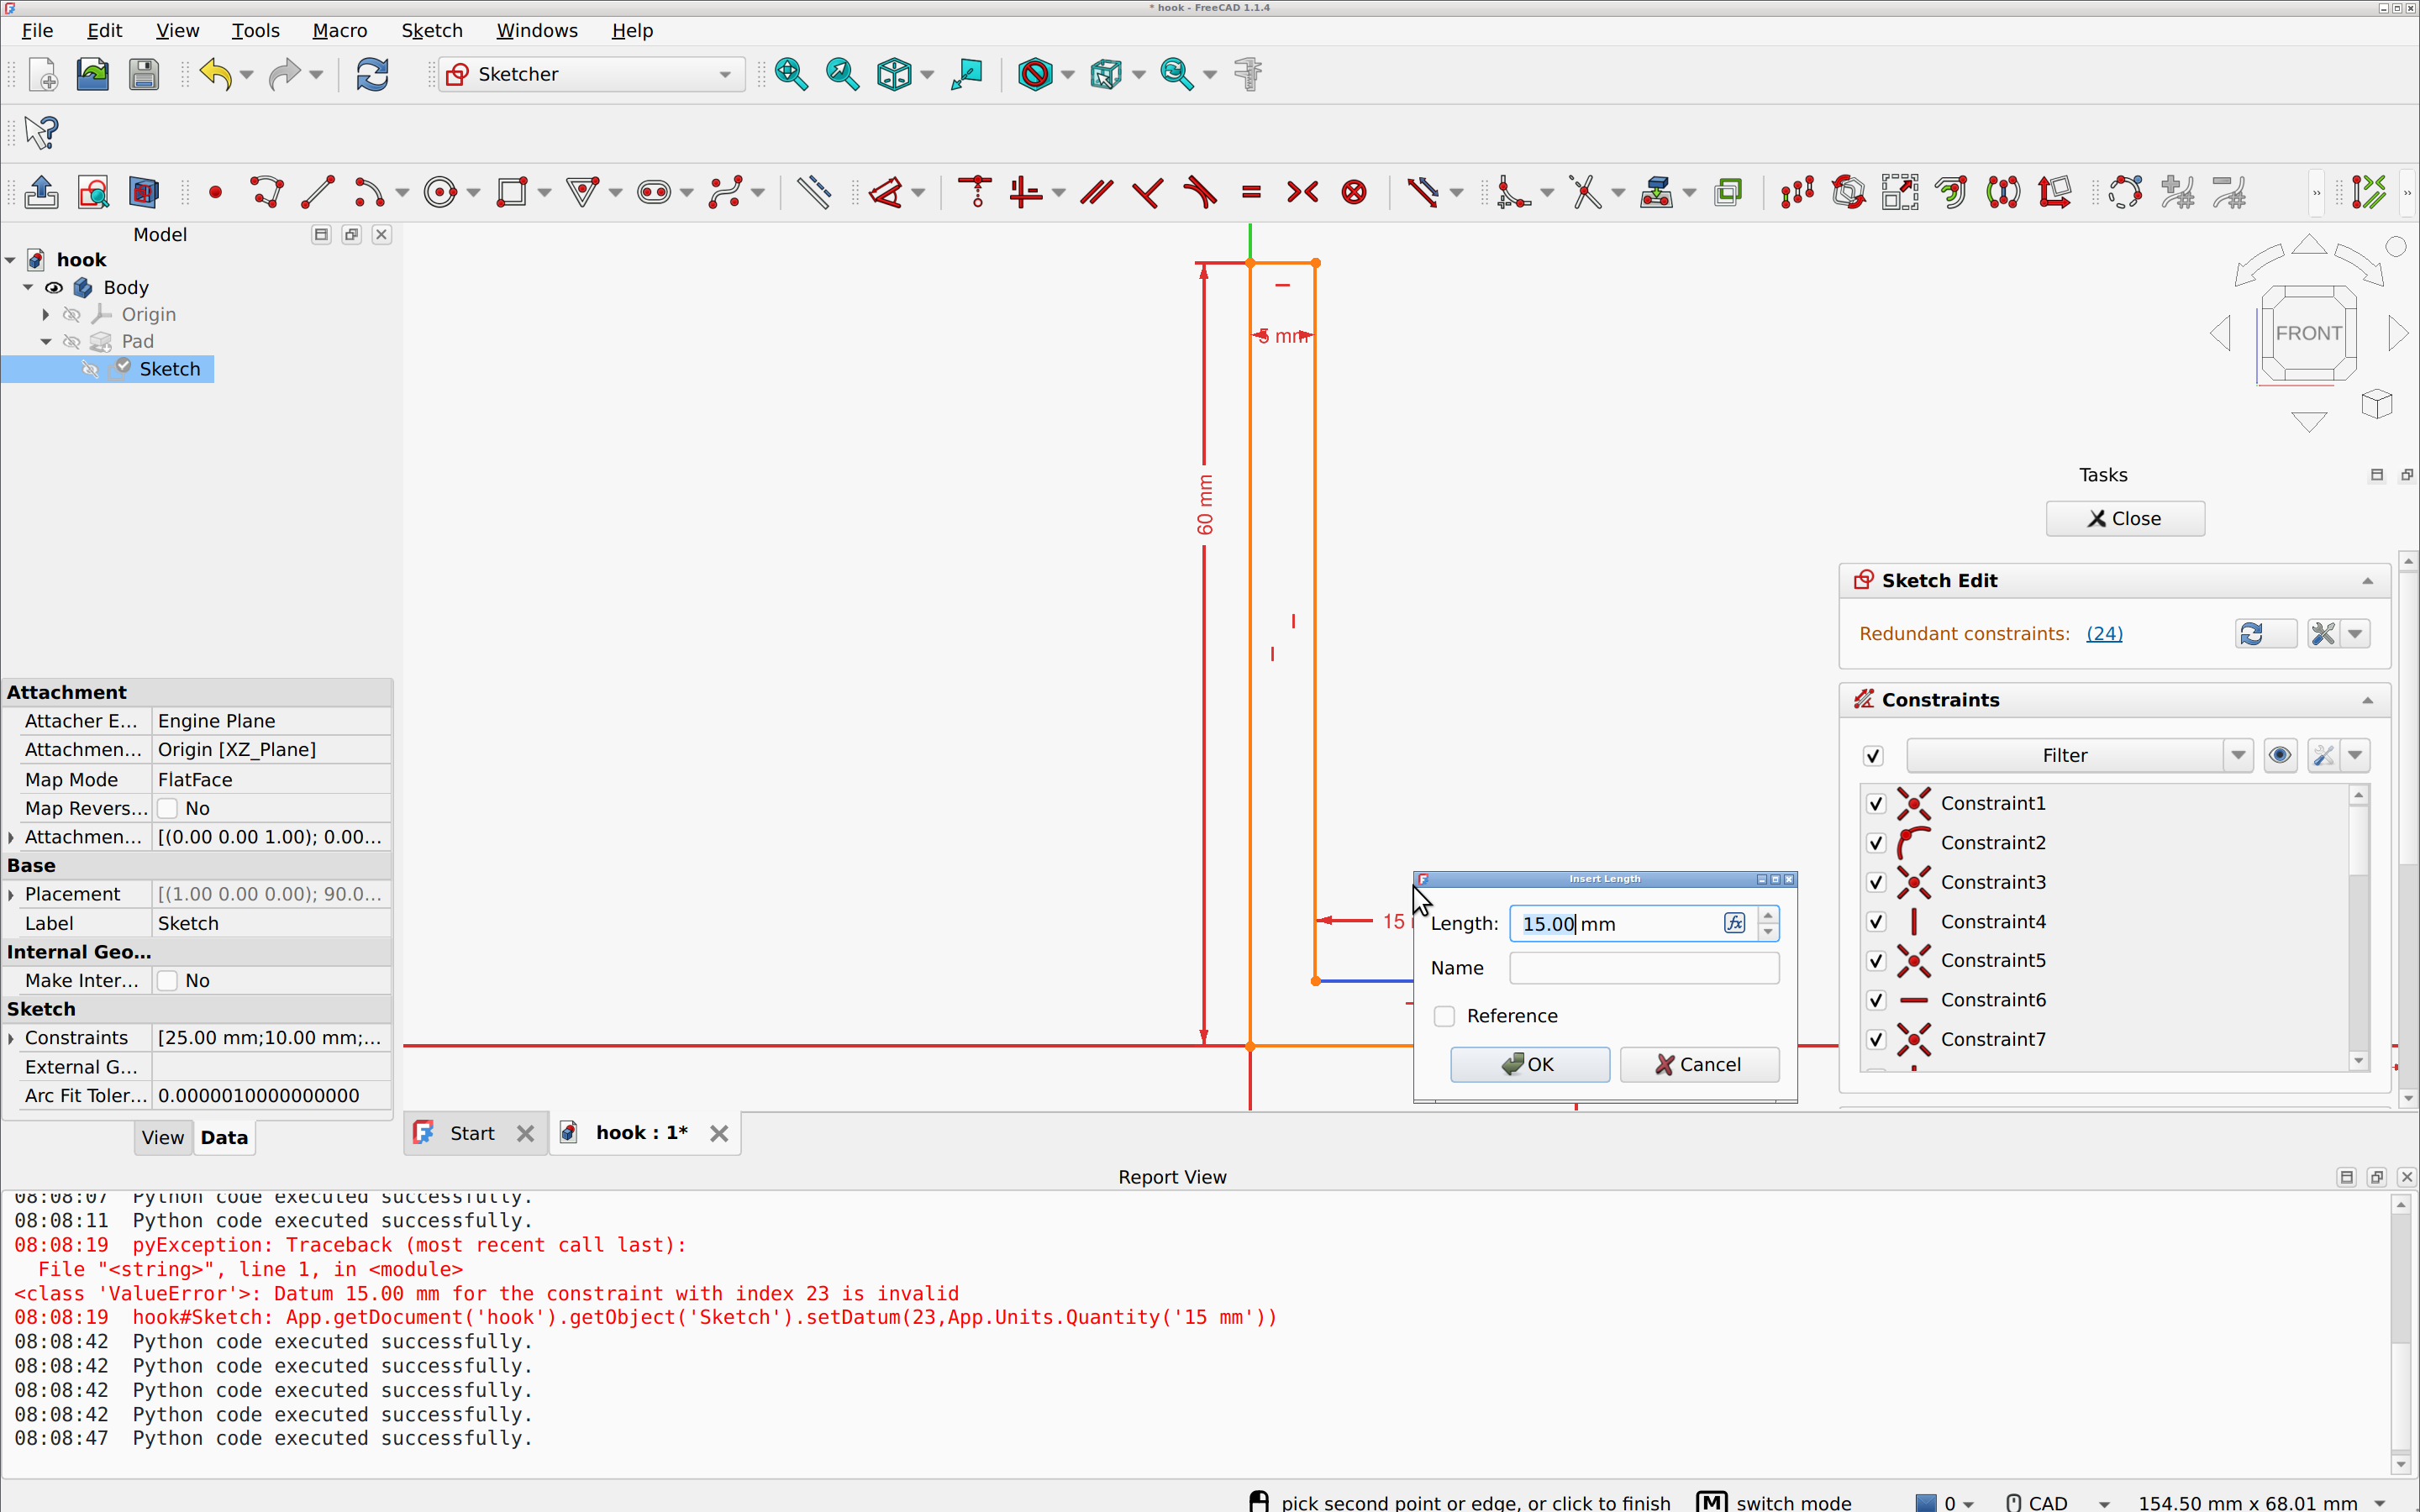 * hook - FreeCAD 1.1.4
File Edit View Tools Macro Sketch Windows Help
Sketcher
Model
hook
Body
Origin
Pad
Sketch
5 mm
60 mm
15
FRONT
Tasks
Close
Sketch Edit
Redundant constraints: (24)
Constraints
Filter
Constraint1
Constraint2
Constraint3
Constraint4
Constraint5
Constraint6
Constraint7
Insert Length
Length: 15.00 mm
Name
Reference
OK Cancel
Attachment
Attacher E... Engine Plane
Attachmen... Origin [XZ_Plane]
Map Mode FlatFace
Map Revers... No
Attachmen... [(0.00 0.00 1.00); 0.00...
Base
Placement [(1.00 0.00 0.00); 90.0...
Label Sketch
Internal Geo...
Make Inter... No
Sketch
Constraints [25.00 mm;10.00 mm;...
External G...
Arc Fit Toler... 0.0000010000000000
View Data
Start hook : 1*
Report View
08:08:07 Python code executed successfully.
08:08:11 Python code executed successfully.
08:08:19 pyException: Traceback (most recent call last):
File "<string>", line 1, in <module>
<class 'ValueError'>: Datum 15.00 mm for the constraint with index 23 is invalid
08:08:19 hook#Sketch: App.getDocument('hook').getObject('Sketch').setDatum(23,App.Units.Quantity('15 mm'))
08:08:42 Python code executed successfully.
08:08:42 Python code executed successfully.
08:08:42 Python code executed successfully.
08:08:42 Python code executed successfully.
08:08:47 Python code executed successfully.
pick second point or edge, or click to finish M switch mode 0 CAD 154.50 mm x 68.01 mm